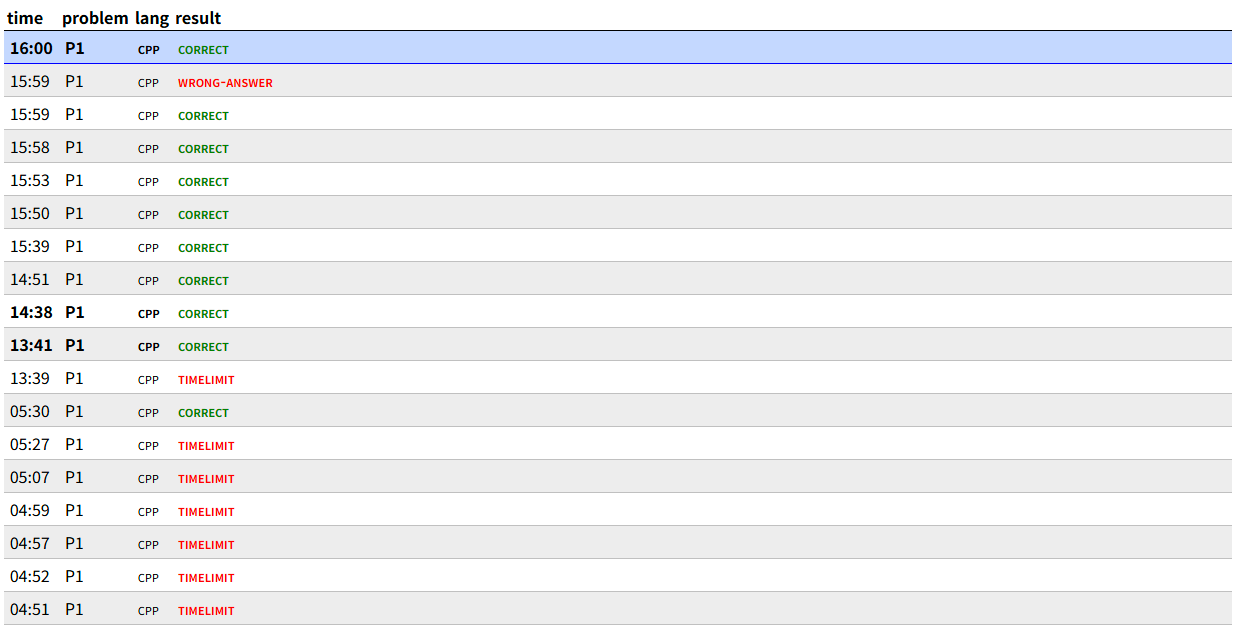 time problem lang result
16:00 P1 CPP CORRECT
15:59 P1 CPP WRONG-ANSWER
15:59 P1 CPP CORRECT
15:58 P1 CPP CORRECT
15:53 P1 CPP CORRECT
15:50 P1 CPP CORRECT
15:39 P1 CPP CORRECT
14:51 P1 CPP CORRECT
14:38 P1 CPP CORRECT
13:41 P1 CPP CORRECT
13:39 P1 CPP TIMELIMIT
05:30 P1 CPP CORRECT
05:27 P1 CPP TIMELIMIT
05:07 P1 CPP TIMELIMIT
04:59 P1 CPP TIMELIMIT
04:57 P1 CPP TIMELIMIT
04:52 P1 CPP TIMELIMIT
04:51 P1 CPP TIMELIMIT